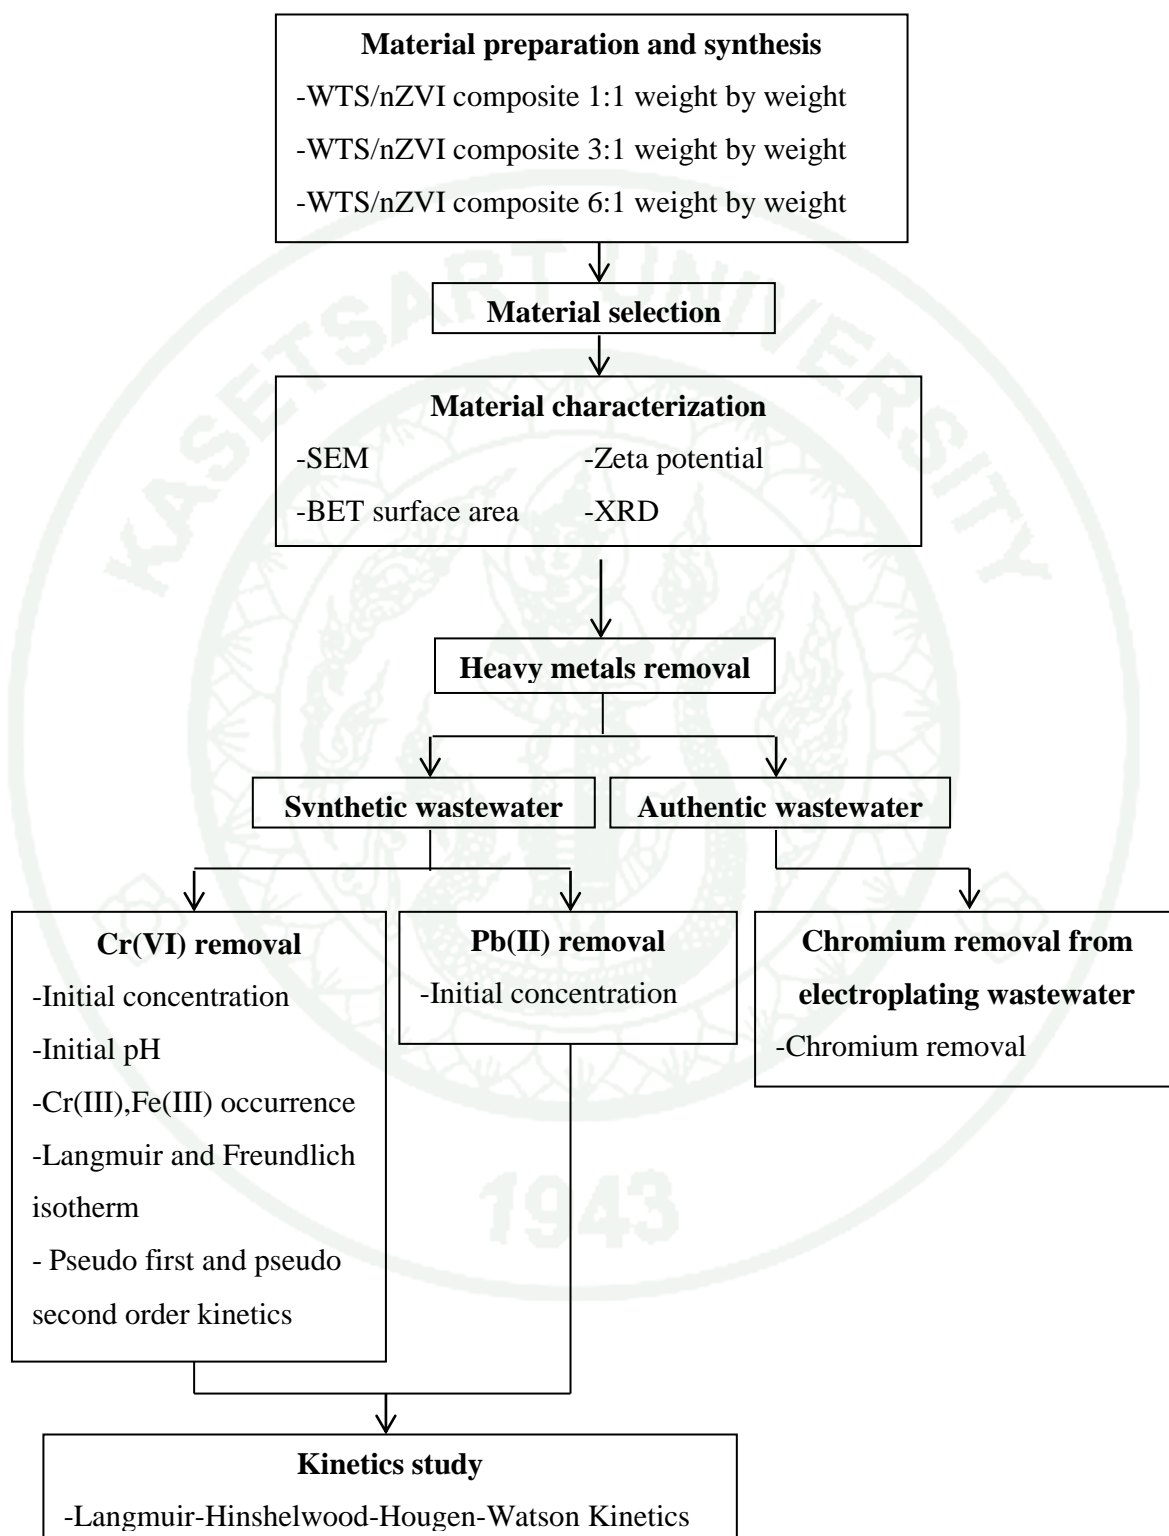 Material preparation and synthesis
-WTS/nZVI composite 1:1 weight by weight
-WTS/nZVI composite 3:1 weight by weight
-WTS/nZVI composite 6:1 weight by weight
Material selection
Material characterization
-SEM -Zeta potential
-BET surface area -XRD
Heavy metals removal
Synthetic wastewater Authentic wastewater
Cr(VI) removal
-Initial concentration
-Initial pH
-Cr(III),Fe(III) occurrence
-Langmuir and Freundlich
isotherm
- Pseudo first and pseudo
second order kinetics
Pb(II) removal
-Initial concentration
Chromium removal from
electroplating wastewater
-Chromium removal
Kinetics study
-Langmuir-Hinshelwood-Hougen-Watson Kinetics
KASETSART UNIVERSITY
1943